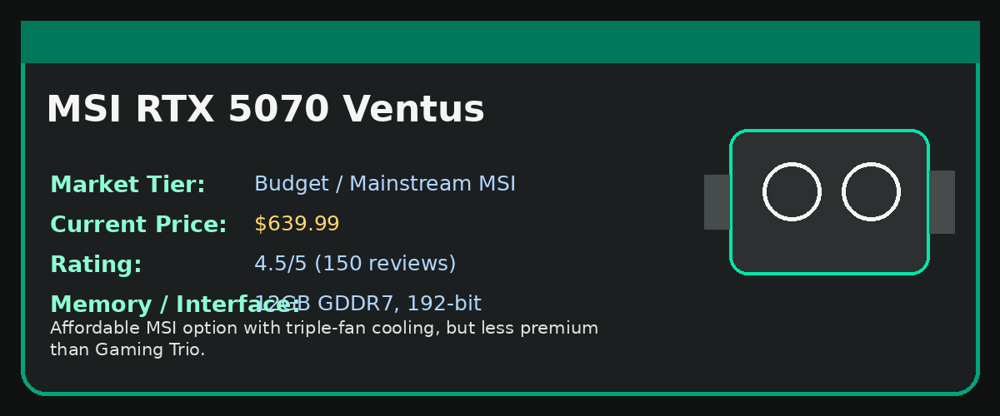 MSI RTX 5070 Ventus
Market Tier: Budget / Mainstream MSI
Current Price: $639.99
Rating: 4.5/5 (150 reviews)
Memory / Interface: 12GB GDDR7, 192-bit
Affordable MSI option with triple-fan cooling, but less premium
than Gaming Trio.